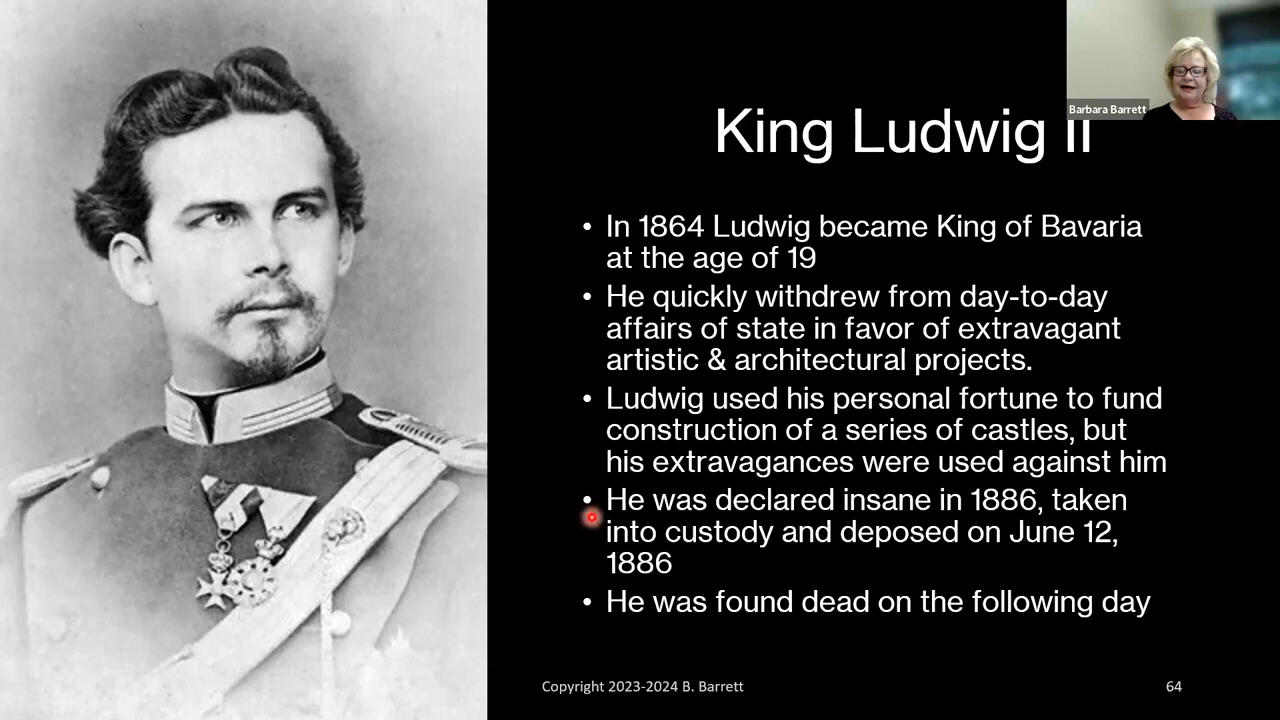 Barbara Barrett
King Ludwig II
• In 1864 Ludwig became King of Bavaria
at the age of 19
• He quickly withdrew from day-to-day
affairs of state in favor of extravagant
artistic & architectural projects.
• Ludwig used his personal fortune to fund
construction of a series of castles, but
his extravagances were used against him
• He was declared insane in 1886, taken
into custody and deposed on June 12,
1886
• He was found dead on the following day
Copyright 2023-2024 B. Barrett
64